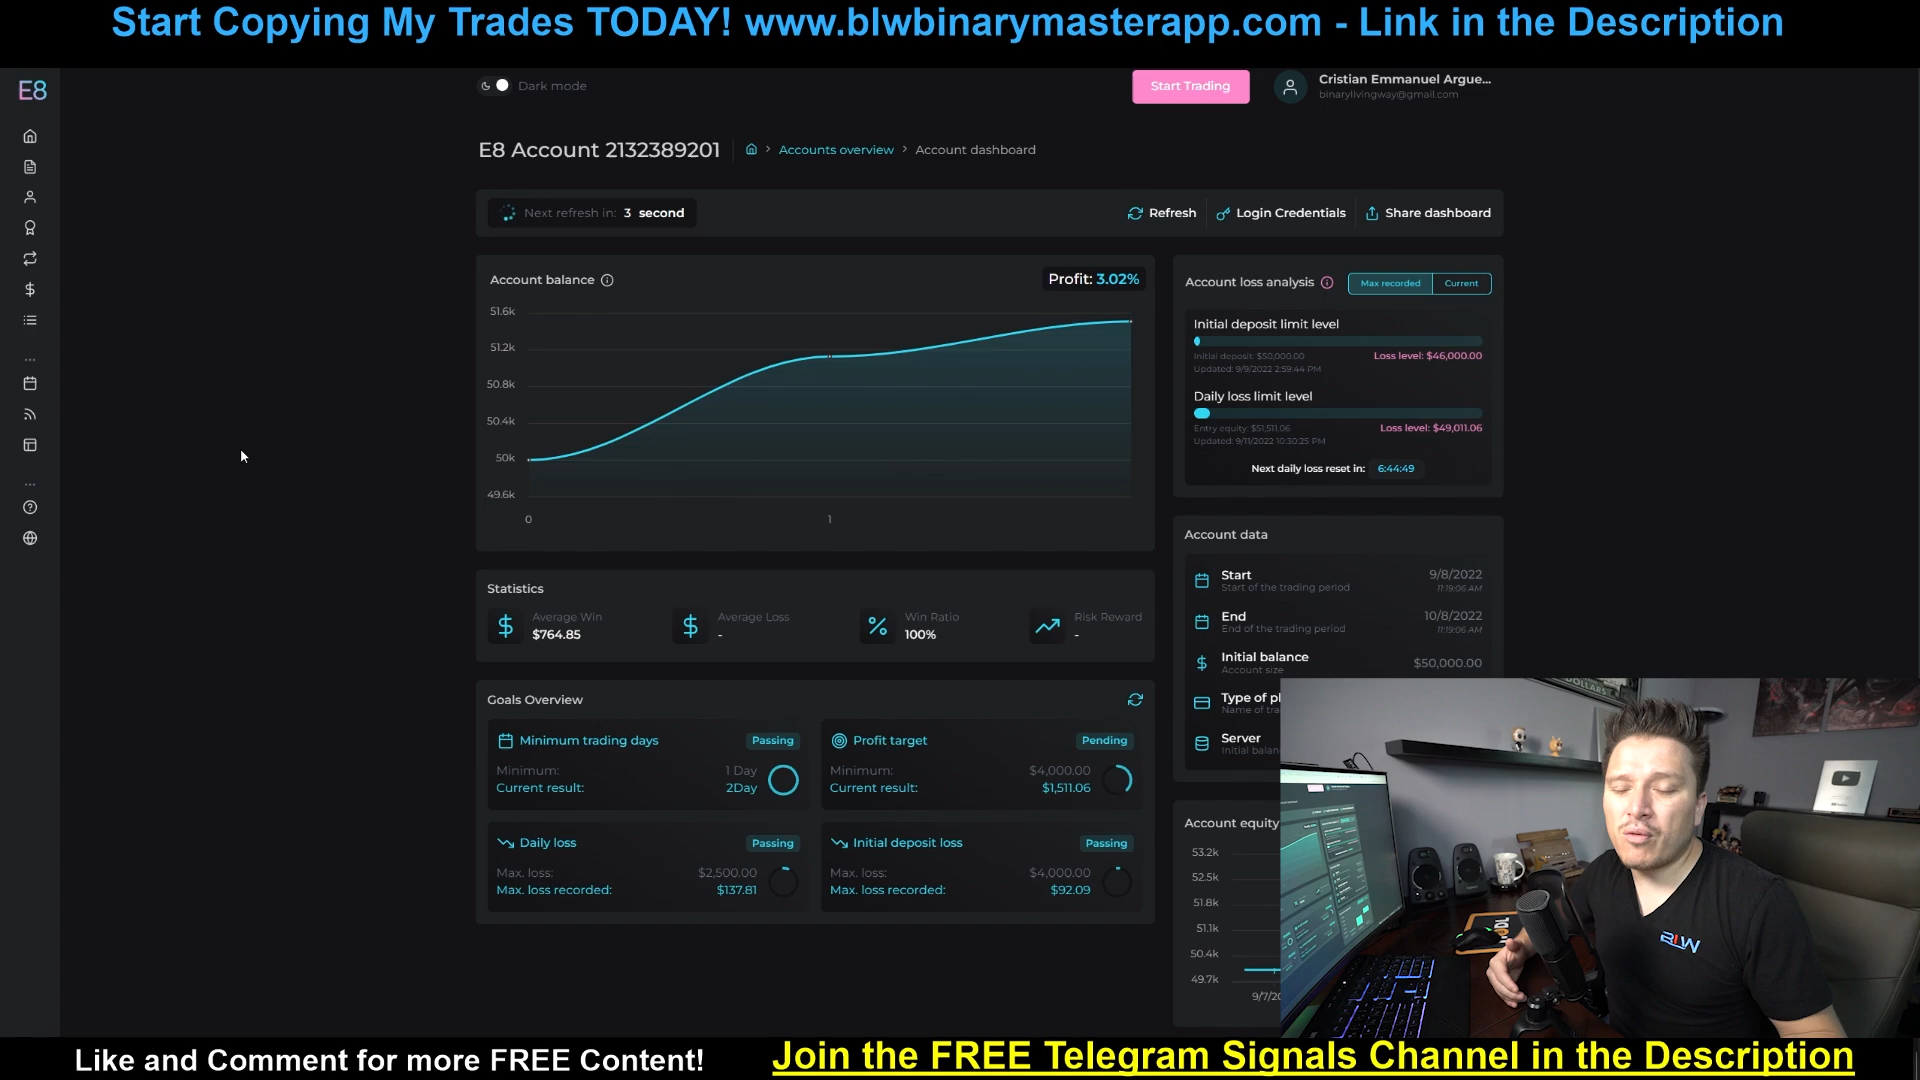 Start Copying My Trades TODAY! www.blwbinarymasterapp.com - Link in the Description
E8
Dark mode
Start Trading
Cristian Emmanuel Argue...
binarylivingway@gmail.com
E8 Account 2132389201
Accounts overview > Account dashboard
Next refresh in: 3 second
Refresh
Login Credentials
Share dashboard
Account balance
Profit: 3.02%
51.6k
51.2k
50.8k
50.4k
50k
49.6k
0
1
Account loss analysis
Max recorded
Current
Initial deposit limit level
Initial deposit: $50,000.00
Loss level: $46,000.00
Updated: 9/9/2022 2:59:44 PM
Daily loss limit level
Entry equity: $51,511.06
Loss level: $49,011.06
Updated: 9/11/2022 10:30:25 PM
Next daily loss reset in: 6:44:49
Statistics
Average Win
$764.85
Average Loss
-
Win Ratio
100%
Risk Reward
-
Account data
Start
9/8/2022
Start of the trading period
11:19:06 AM
End
10/8/2022
End of the trading period
11:19:06 AM
Initial balance
$50,000.00
Account size
Type of pl
Name of tra
Server
Initial balan
Goals Overview
Minimum trading days
Passing
Minimum:
1 Day
Current result:
2Day
Profit target
Pending
Minimum:
$4,000.00
Current result:
$1,511.06
Daily loss
Passing
Max. loss:
$2,500.00
Max. loss recorded:
$137.81
Initial deposit loss
Passing
Max. loss:
$4,000.00
Max. loss recorded:
$92.09
Account equity
53.2k
52.5k
51.8k
51.1k
50.4k
49.7k
9/7/20
DOLLARS
BLW
Like and Comment for more FREE Content!
Join the FREE Telegram Signals Channel in the Description